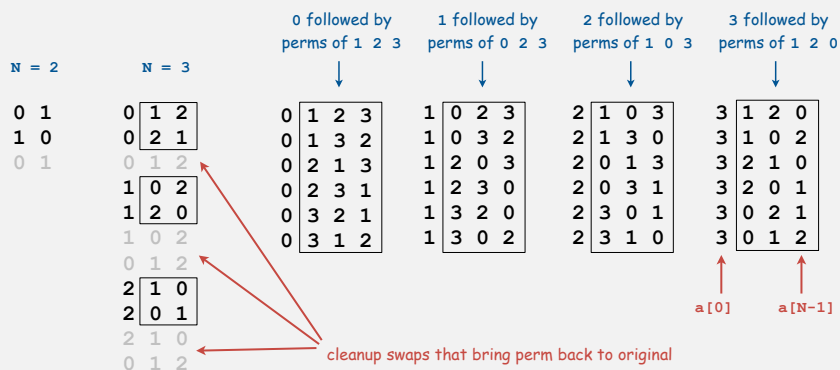 0 followed by
perms of 1 2 3
1 followed by
perms of 0 2 3
2 followed by
perms of 1 0 3
3 followed by
perms of 1 2 0
N = 2
0 1
1 0
0 1
N = 3
0 1 2
0 2 1
0 1 2
1 0 2
1 2 0
1 0 2
0 1 2
2 1 0
2 0 1
2 1 0
0 1 2
0 1 2 3
0 1 3 2
0 2 1 3
0 2 3 1
0 3 2 1
0 3 1 2
1 0 2 3
1 0 3 2
1 2 0 3
1 2 3 0
1 3 2 0
1 3 0 2
2 1 0 3
2 1 3 0
2 0 1 3
2 0 3 1
2 3 0 1
2 3 1 0
3 1 2 0
3 1 0 2
3 2 1 0
3 2 0 1
3 0 2 1
3 0 1 2
a[0]
a[N-1]
cleanup swaps that bring perm back to original